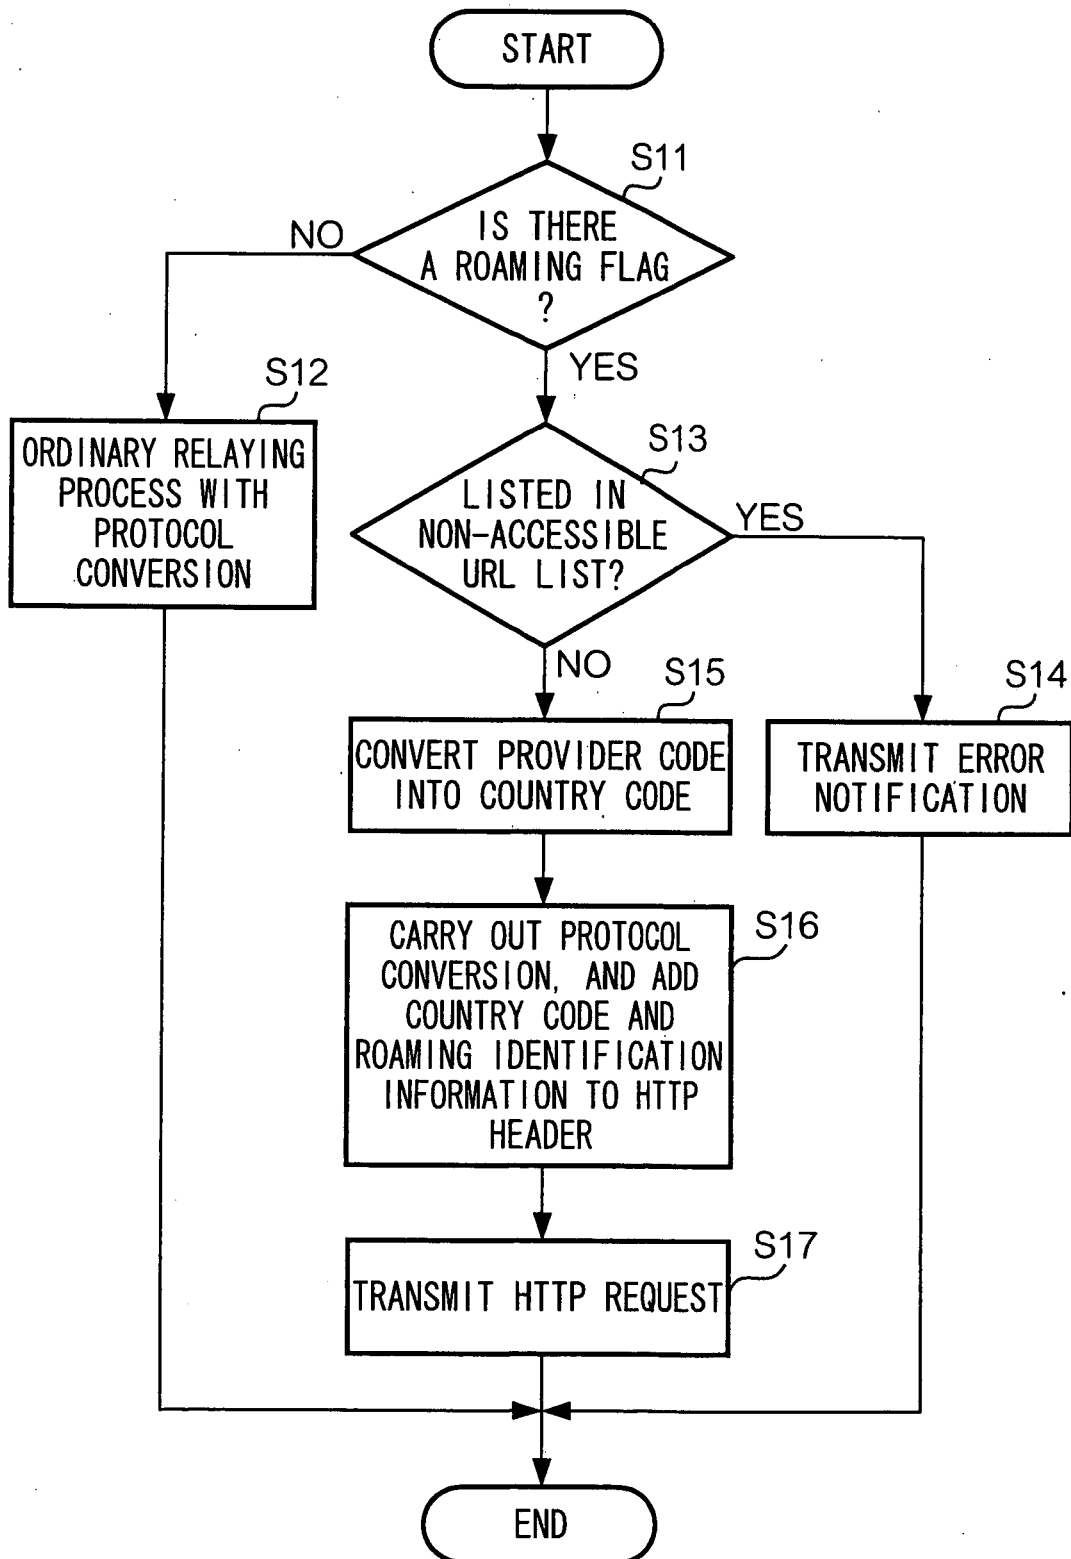 START
S11
IS THERE
A ROAMING FLAG
?
NO
YES
S12
ORDINARY RELAYING
PROCESS WITH
PROTOCOL
CONVERSION
S13
LISTED IN
NON-ACCESSIBLE
URL LIST?
YES
NO
S15
CONVERT PROVIDER CODE
INTO COUNTRY CODE
S14
TRANSMIT ERROR
NOTIFICATION
S16
CARRY OUT PROTOCOL
CONVERSION, AND ADD
COUNTRY CODE AND
ROAMING IDENTIFICATION
INFORMATION TO HTTP
HEADER
S17
TRANSMIT HTTP REQUEST
END